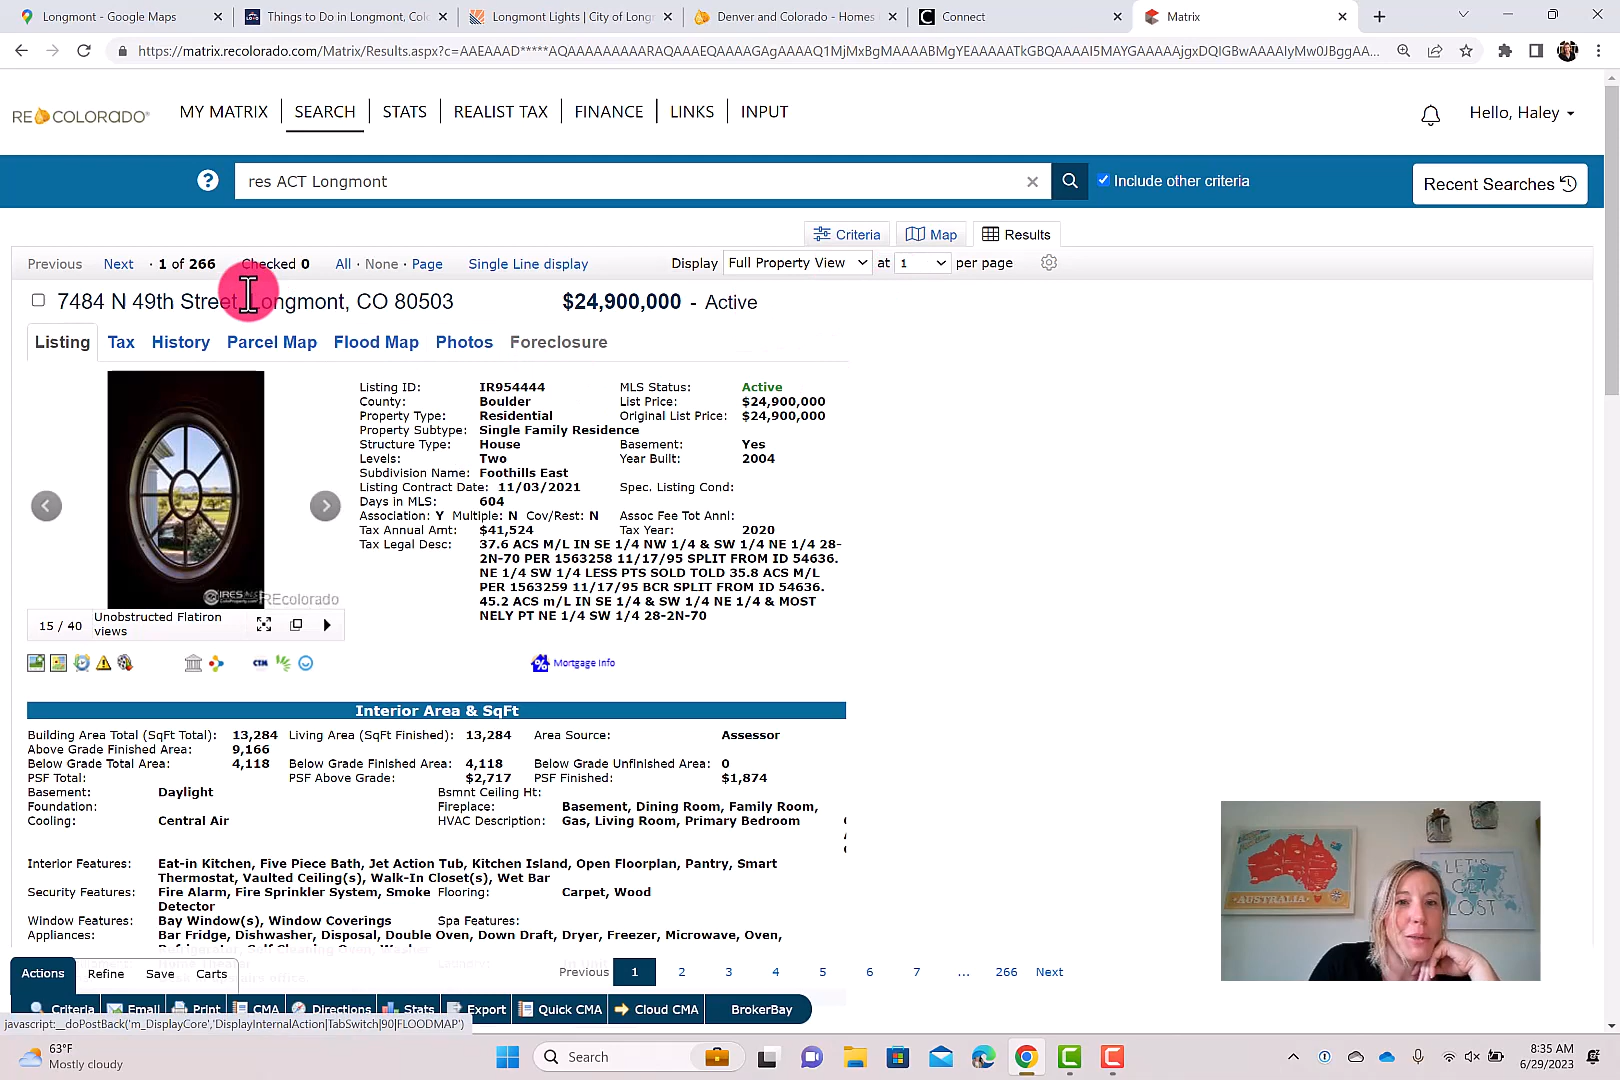 Longmont - Google Maps
Things to Do in Longmont, Col
Longmont Lights | City of Long
Denver and Colorado - Homes
Connect
Matrix
https://matrix.recolorado.com/Matrix/Results.aspx?c=AAEAAAD*****AQAAAAAAAAARAQAAAEQAAAAGAgAAAAQ1MjMxBgMAAAABMgYEAAAAATkGBQAAAAI5MAYGAAAAAjgxDQIGBwAAAAIyMw0JBggAA...
RECOLORADO
MY MATRIX
SEARCH
STATS
REALIST TAX
FINANCE
LINKS
INPUT
Hello, Haley
res ACT Longmont
Include other criteria
Recent Searches
Criteria
Map
Results
Previous Next · 1 of 266 Checked 0 All · None · Page Single Line display Display Full Property View at 1 per page
7484 N 49th Street, Longmont, CO 80503 $24,900,000 - Active
Listing Tax History Parcel Map Flood Map Photos Foreclosure
Listing ID: IR954444 MLS Status: Active
County: Boulder List Price: $24,900,000
Property Type: Residential Original List Price: $24,900,000
Property Subtype: Single Family Residence
Structure Type: House Basement: Yes
Levels: Two Year Built: 2004
Subdivision Name: Foothills East
Listing Contract Date: 11/03/2021 Spec. Listing Cond:
Days in MLS: 604
Association: Y Multiple: N Cov/Rest: N Assoc Fee Tot Annl:
Tax Annual Amt: $41,524 Tax Year: 2020
Tax Legal Desc: 37.6 ACS M/L IN SE 1/4 NW 1/4 & SW 1/4 NE 1/4 28-
2N-70 PER 1563258 11/17/95 SPLIT FROM ID 54636.
NE 1/4 SW 1/4 LESS PTS SOLD TOLD 35.8 ACS M/L
PER 1563259 11/17/95 BCR SPLIT FROM ID 54636.
45.2 ACS m/L IN SE 1/4 & SW 1/4 NE 1/4 & MOST
NELY PT NE 1/4 SW 1/4 28-2N-70
IRES
REcolorado
15 / 40
Unobstructed Flatiron
views
CTM
Mortgage Info
Interior Area & SqFt
Building Area Total (SqFt Total): 13,284 Living Area (SqFt Finished): 13,284 Area Source: Assessor
Above Grade Finished Area: 9,166
Below Grade Total Area: 4,118 Below Grade Finished Area: 4,118 Below Grade Unfinished Area: 0
PSF Total: PSF Above Grade: $2,717 PSF Finished: $1,874
Basement: Daylight Bsmnt Ceiling Ht:
Foundation: Fireplace: Basement, Dining Room, Family Room,
Cooling: Central Air HVAC Description: Gas, Living Room, Primary Bedroom
Interior Features: Eat-in Kitchen, Five Piece Bath, Jet Action Tub, Kitchen Island, Open Floorplan, Pantry, Smart
Thermostat, Vaulted Ceiling(s), Walk-In Closet(s), Wet Bar
Security Features: Fire Alarm, Fire Sprinkler System, Smoke Flooring: Carpet, Wood
Detector
Window Features: Bay Window(s), Window Coverings Spa Features:
Appliances: Bar Fridge, Dishwasher, Disposal, Double Oven, Down Draft, Dryer, Freezer, Microwave, Oven,
AUSTRALIA
LET'S
GET
LOST
Actions Refine Save Carts
Previous 1 2 3 4 5 6 7 ... 266 Next
Criteria Email Print CMA Directions Stats Export Quick CMA Cloud CMA BrokerBay
javascript:__doPostBack('m_DisplayCore','DisplayInternalAction|TabSwitch|90|FLOODMAP')
63°F
Mostly cloudy
Search
8:35 AM
6/29/2023